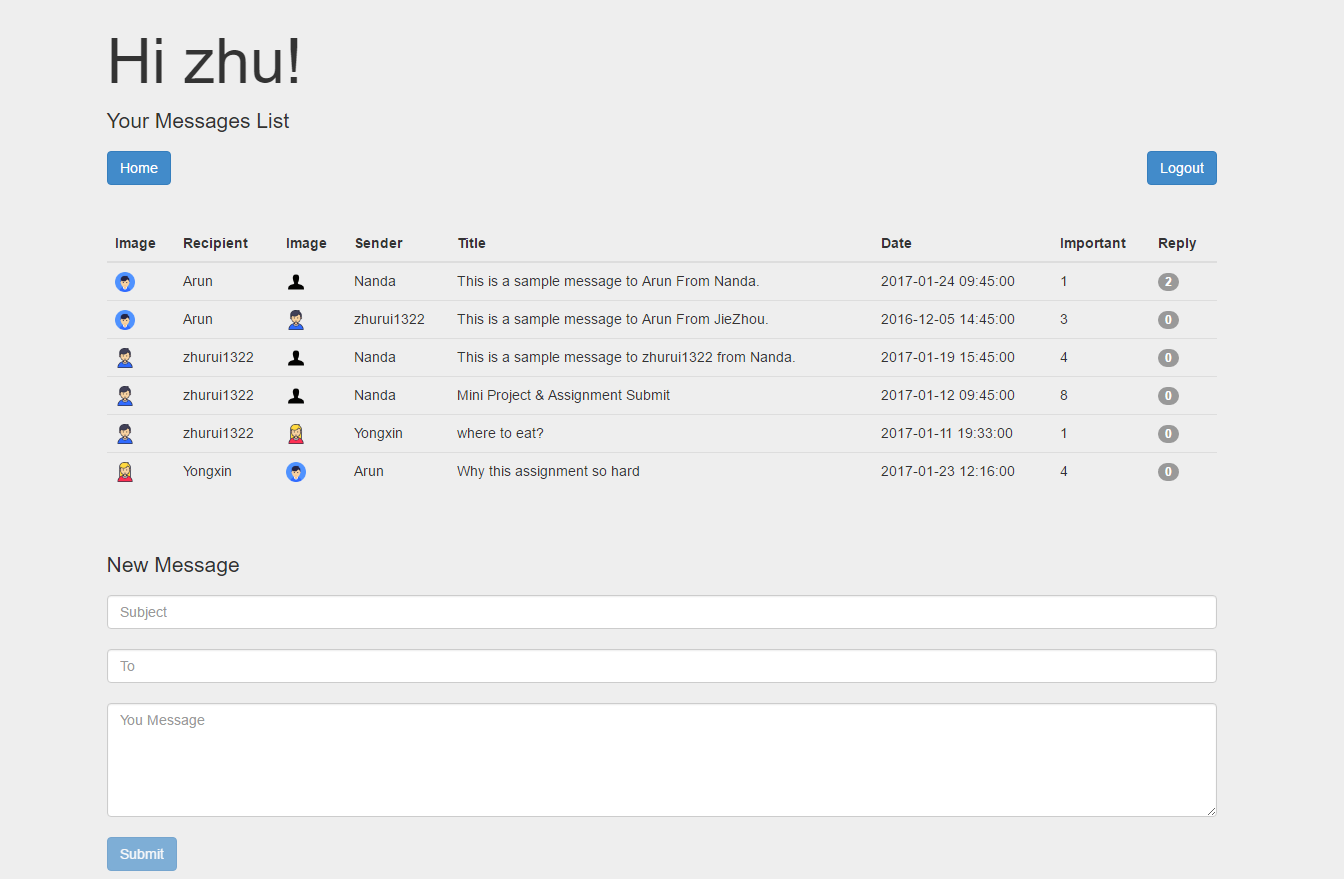 Hi zhu!
Your Messages List
Home Logout
Image Recipient Image Sender Title Date Important Reply
Arun Nanda This is a sample message to Arun From Nanda. 2017-01-24 09:45:00 1 2
Arun zhurui1322 This is a sample message to Arun From JieZhou. 2016-12-05 14:45:00 3 0
zhurui1322 Nanda This is a sample message to zhurui1322 from Nanda. 2017-01-19 15:45:00 4 0
zhurui1322 Nanda Mini Project & Assignment Submit 2017-01-12 09:45:00 8 0
zhurui1322 Yongxin where to eat? 2017-01-11 19:33:00 1 0
Yongxin Arun Why this assignment so hard 2017-01-23 12:16:00 4 0
New Message
Subject
To
You Message
Submit